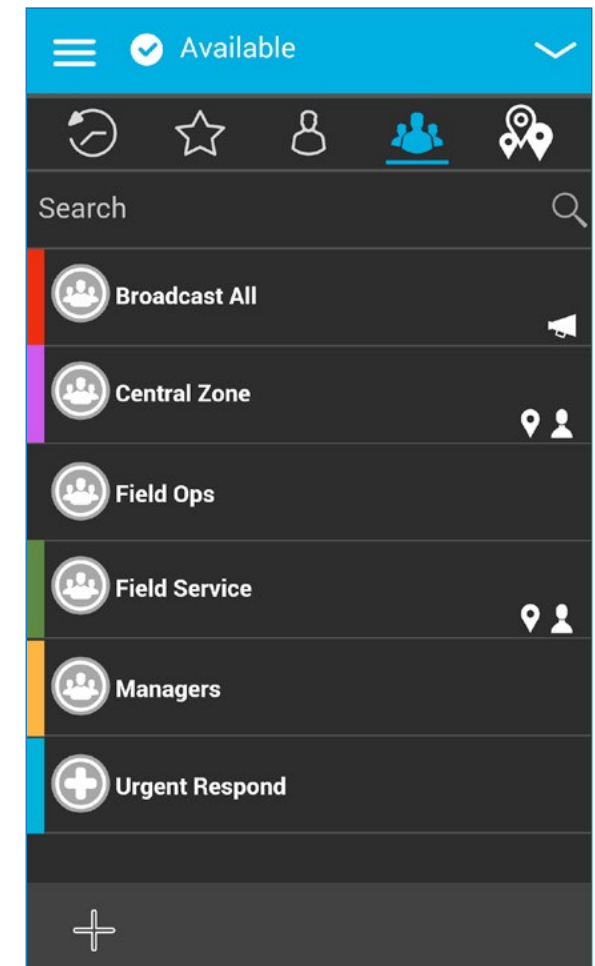 Available
Search
Broadcast All
Central Zone
Field Ops
Field Service
Managers
Urgent Respond